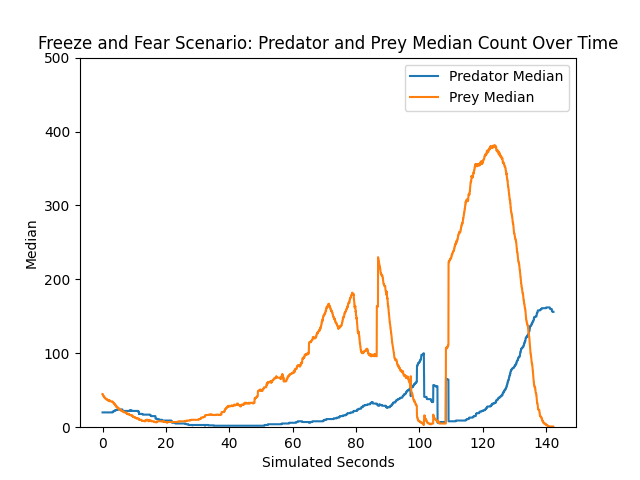 Freeze and Fear Scenario: Predator and Prey Median Count Over Time
500
400
300
200
100
0
Median
Predator Median
Prey Median
0 20 40 60 80 100 120 140
Simulated Seconds